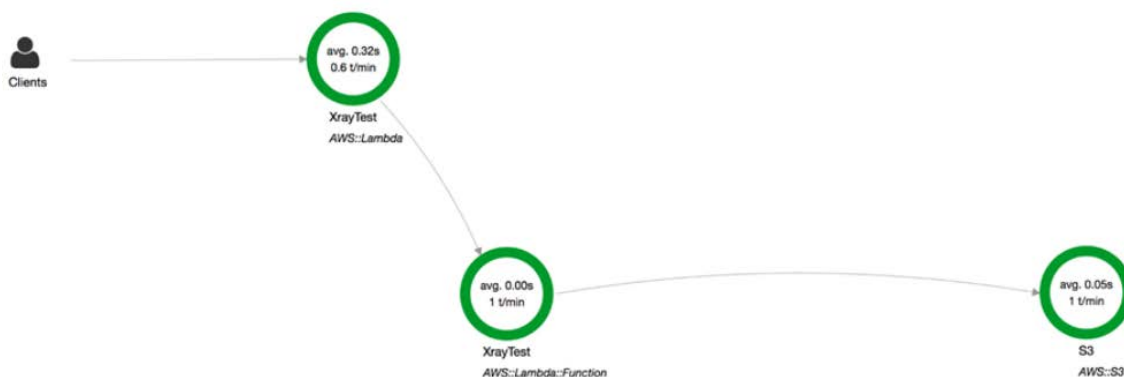 Clients
avg. 0.32s
0.6 t/min
XrayTest
AWS::Lambda
avg. 0.00s
1 t/min
XrayTest
AWS::Lambda::Function
avg. 0.05s
1 t/min
S3
AWS::S3